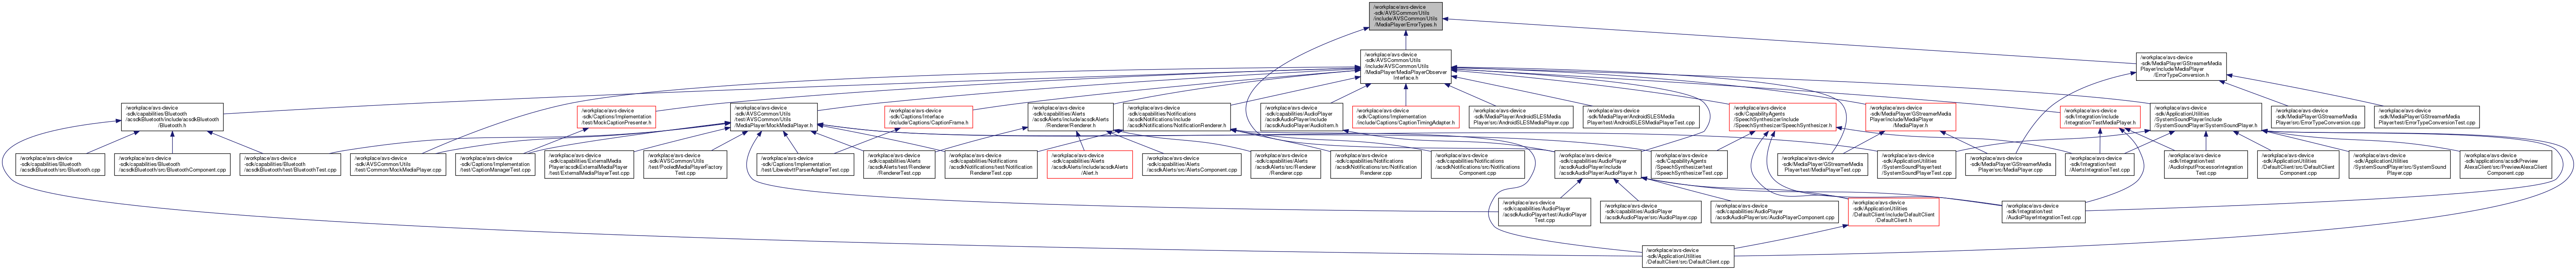 /workplace/avs-device
-sdk/AVSCommon/Utils
/include/AVSCommon/Utils
/MediaPlayer/ErrorTypes.h
/workplace/avs-device
-sdk/AVSCommon/Utils
/include/AVSCommon/Utils
/MediaPlayer/MediaPlayerObserver
Interface.h
/workplace/avs-device
-sdk/MediaPlayer/GStreamerMedia
Player/include/MediaPlayer
/ErrorTypeConversion.h
/workplace/avs-device
-sdk/capabilities/Bluetooth
/acsdkBluetooth/include/acsdkBluetooth
/Bluetooth.h
/workplace/avs-device
-sdk/Captions/Implementation
/test/MockCaptionPresenter.h
/workplace/avs-device
-sdk/AVSCommon/Utils
/test/AVSCommon/Utils
/MediaPlayer/MockMediaPlayer.h
/workplace/avs-device
-sdk/Captions/Interface
/include/Captions/CaptionFrame.h
/workplace/avs-device
-sdk/capabilities/Alerts
/acsdkAlerts/include/acsdkAlerts
/Renderer/Renderer.h
/workplace/avs-device
-sdk/capabilities/Notifications
/acsdkNotifications/include
/acsdkNotifications/NotificationRenderer.h
/workplace/avs-device
-sdk/capabilities/AudioPlayer
/acsdkAudioPlayer/include
/acsdkAudioPlayer/AudioItem.h
/workplace/avs-device
-sdk/Captions/Implementation
/include/Captions/CaptionTimingAdapter.h
/workplace/avs-device
-sdk/MediaPlayer/AndroidSLESMedia
Player/src/AndroidSLESMediaPlayer.cpp
/workplace/avs-device
-sdk/MediaPlayer/AndroidSLESMedia
Player/test/AndroidSLESMediaPlayerTest.cpp
/workplace/avs-device
-sdk/CapabilityAgents
/SpeechSynthesizer/include
/SpeechSynthesizer/SpeechSynthesizer.h
/workplace/avs-device
-sdk/MediaPlayer/GStreamerMedia
Player/include/MediaPlayer
/MediaPlayer.h
/workplace/avs-device
-sdk/Integration/include
/Integration/TestMediaPlayer.h
/workplace/avs-device
-sdk/ApplicationUtilities
/SystemSoundPlayer/include
/SystemSoundPlayer/SystemSoundPlayer.h
/workplace/avs-device
-sdk/MediaPlayer/GStreamerMedia
Player/src/ErrorTypeConversion.cpp
/workplace/avs-device
-sdk/MediaPlayer/GStreamerMedia
Player/test/ErrorTypeConversionTest.cpp
/workplace/avs-device
-sdk/capabilities/Bluetooth
/acsdkBluetooth/src/Bluetooth.cpp
/workplace/avs-device
-sdk/capabilities/Bluetooth
/acsdkBluetooth/src/BluetoothComponent.cpp
/workplace/avs-device
-sdk/capabilities/Bluetooth
/acsdkBluetooth/test/BluetoothTest.cpp
/workplace/avs-device
-sdk/AVSCommon/Utils
/test/Common/MockMediaPlayer.cpp
/workplace/avs-device
-sdk/Captions/Implementation
/test/CaptionManagerTest.cpp
/workplace/avs-device
-sdk/capabilities/ExternalMedia
Player/acsdkExternalMediaPlayer
/test/ExternalMediaPlayerTest.cpp
/workplace/avs-device
-sdk/AVSCommon/Utils
/test/PooledMediaPlayerFactory
Test.cpp
/workplace/avs-device
-sdk/Captions/Implementation
/test/LibwebvttParserAdapterTest.cpp
/workplace/avs-device
-sdk/capabilities/Alerts
/acsdkAlerts/test/Renderer
/RendererTest.cpp
/workplace/avs-device
-sdk/capabilities/Notifications
/acsdkNotifications/test/Notification
RendererTest.cpp
/workplace/avs-device
-sdk/capabilities/Alerts
/acsdkAlerts/include/acsdkAlerts
/Alert.h
/workplace/avs-device
-sdk/capabilities/Alerts
/acsdkAlerts/src/AlertsComponent.cpp
/workplace/avs-device
-sdk/capabilities/Alerts
/acsdkAlerts/src/Renderer
/Renderer.cpp
/workplace/avs-device
-sdk/capabilities/Notifications
/acsdkNotifications/src/Notification
Renderer.cpp
/workplace/avs-device
-sdk/capabilities/Notifications
/acsdkNotifications/src/Notifications
Component.cpp
/workplace/avs-device
-sdk/capabilities/AudioPlayer
/acsdkAudioPlayer/include
/acsdkAudioPlayer/AudioPlayer.h
/workplace/avs-device
-sdk/CapabilityAgents
/SpeechSynthesizer/test
/SpeechSynthesizerTest.cpp
/workplace/avs-device
-sdk/MediaPlayer/GStreamerMedia
Player/test/MediaPlayerTest.cpp
/workplace/avs-device
-sdk/ApplicationUtilities
/SystemSoundPlayer/test
/SystemSoundPlayerTest.cpp
/workplace/avs-device
-sdk/MediaPlayer/GStreamerMedia
Player/src/MediaPlayer.cpp
/workplace/avs-device
-sdk/Integration/test
/AlertsIntegrationTest.cpp
/workplace/avs-device
-sdk/Integration/test
/AudioInputProcessorIntegration
Test.cpp
/workplace/avs-device
-sdk/ApplicationUtilities
/DefaultClient/src/DefaultClient
Component.cpp
/workplace/avs-device
-sdk/ApplicationUtilities
/SystemSoundPlayer/src/SystemSound
Player.cpp
/workplace/avs-device
-sdk/applications/acsdkPreview
AlexaClient/src/PreviewAlexaClient
Component.cpp
/workplace/avs-device
-sdk/capabilities/AudioPlayer
/acsdkAudioPlayer/test/AudioPlayer
Test.cpp
/workplace/avs-device
-sdk/capabilities/AudioPlayer
/acsdkAudioPlayer/src/AudioPlayer.cpp
/workplace/avs-device
-sdk/capabilities/AudioPlayer
/acsdkAudioPlayer/src/AudioPlayerComponent.cpp
/workplace/avs-device
-sdk/ApplicationUtilities
/DefaultClient/include/DefaultClient
/DefaultClient.h
/workplace/avs-device
-sdk/Integration/test
/AudioPlayerIntegrationTest.cpp
/workplace/avs-device
-sdk/ApplicationUtilities
/DefaultClient/src/DefaultClient.cpp